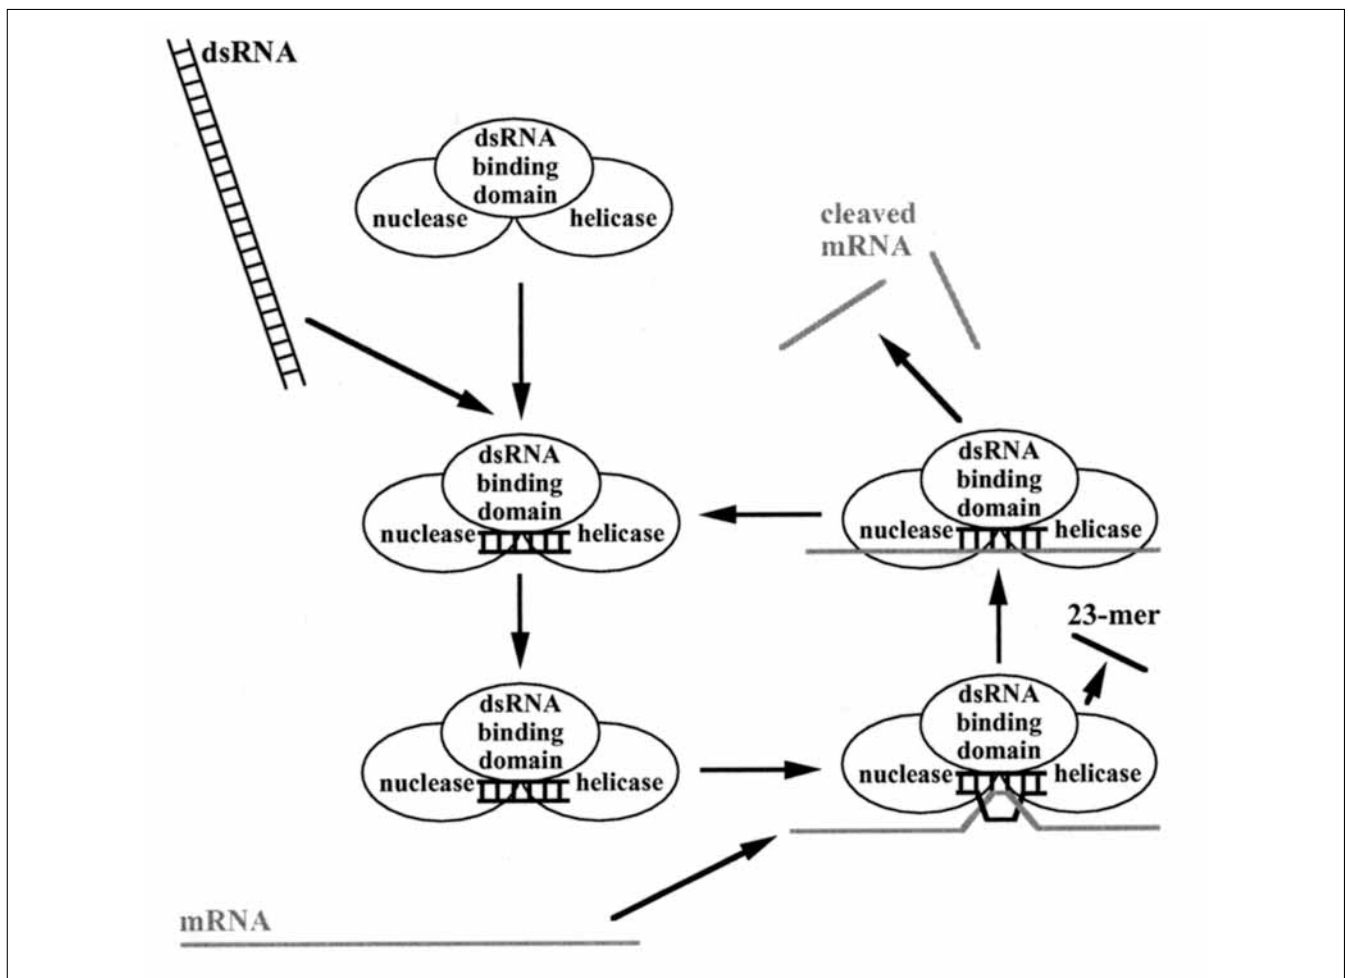 dsRNA
dsRNA
binding
domain
nuclease
helicase
cleaved
mRNA
dsRNA
binding
domain
nuclease
helicase
dsRNA
binding
domain
nuclease
helicase
23-mer
dsRNA
binding
domain
nuclease
helicase
dsRNA
binding
domain
nuclease
helicase
mRNA